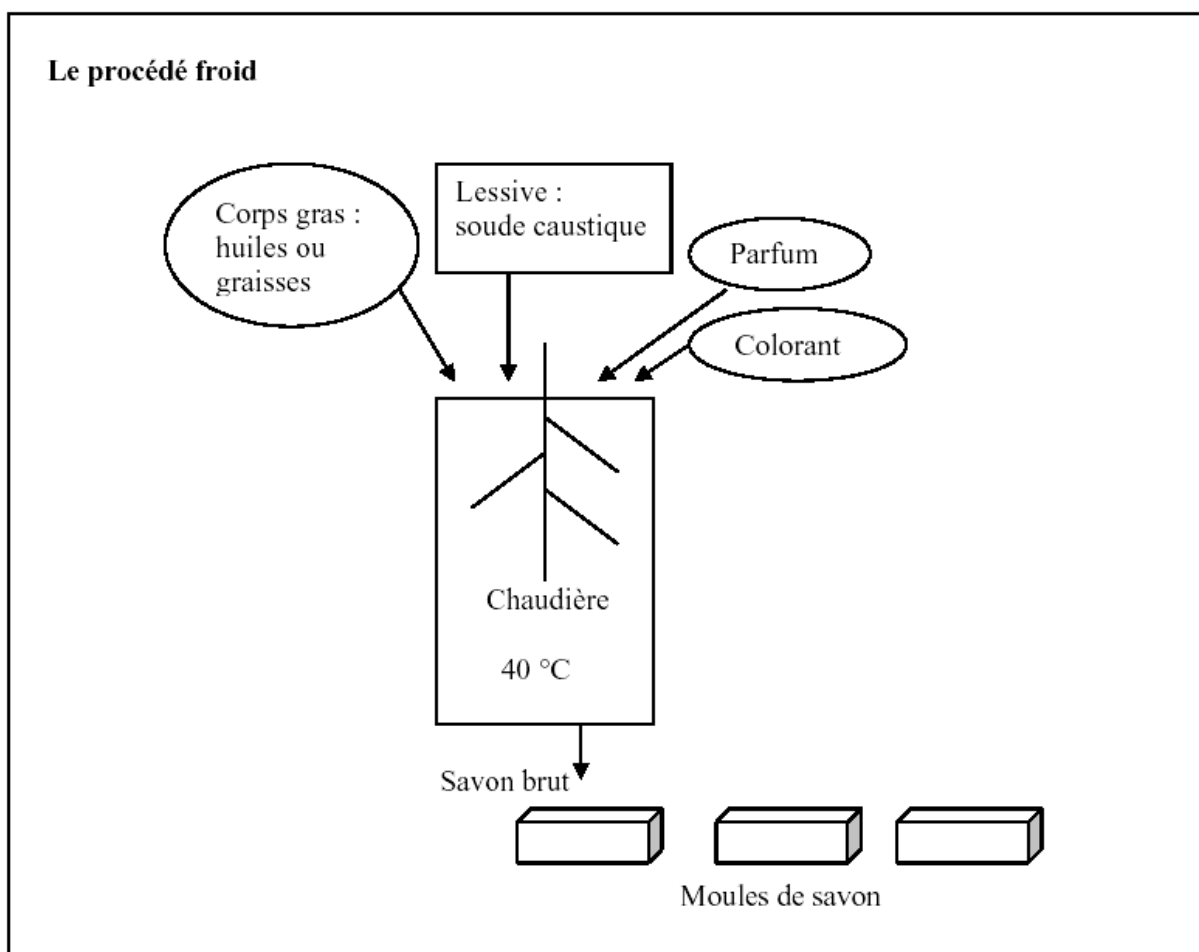 Le procédé froid
Corps gras :
huiles ou
graisses
Lessive :
soude caustique
Parfum
Colorant
Chaudière
40 °C
Savon brut
Moules de savon